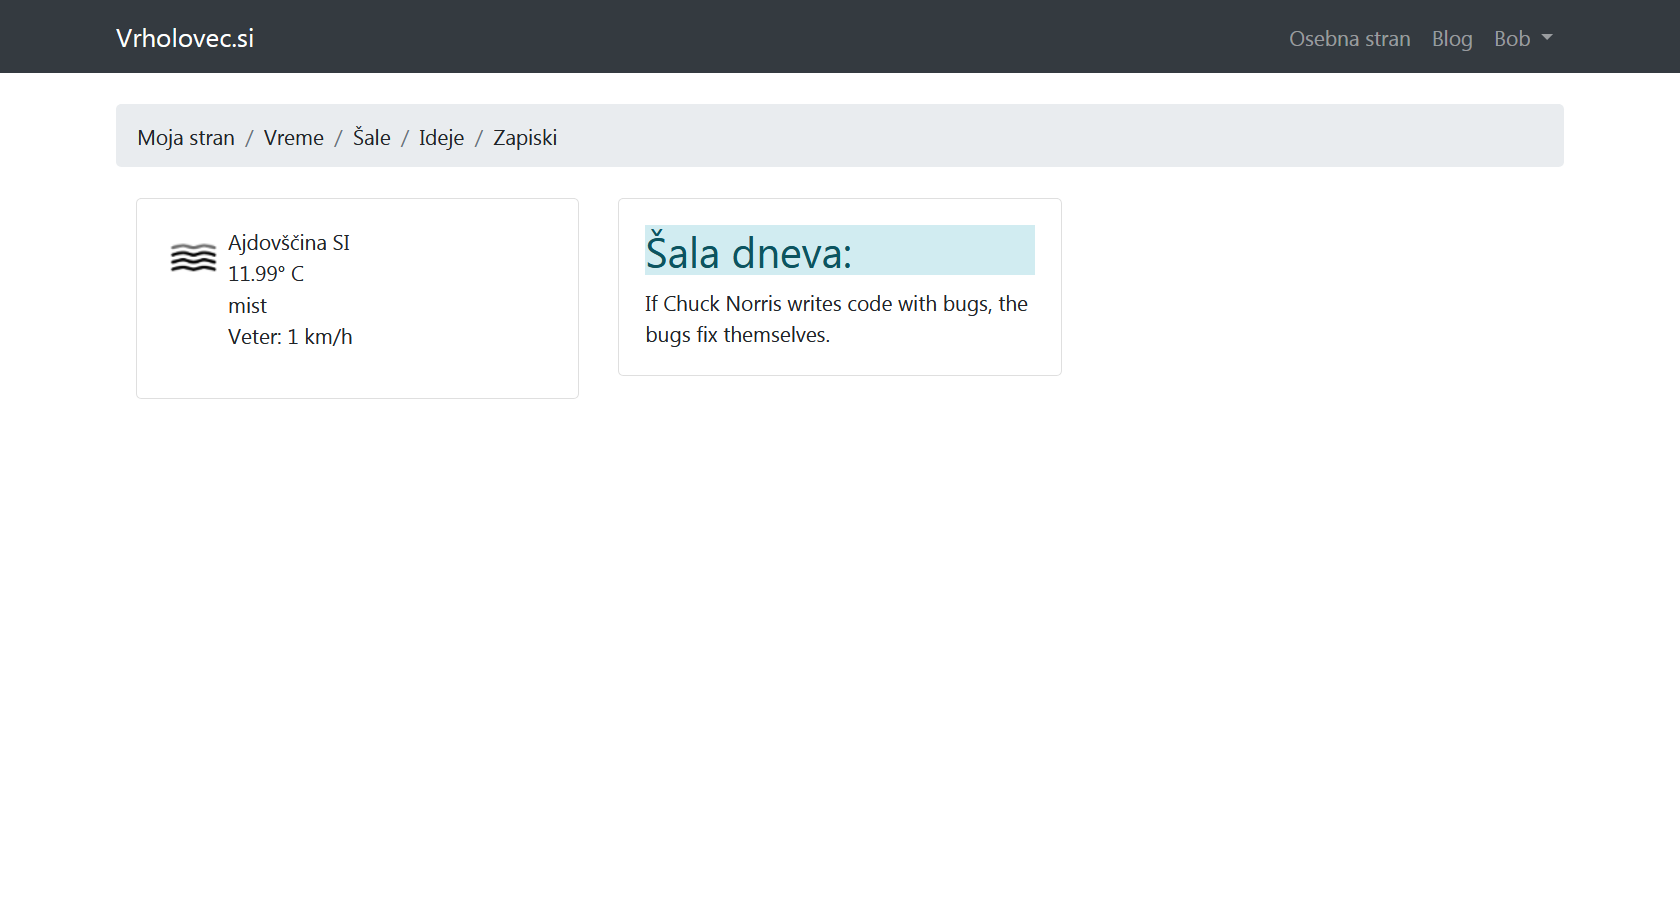 Vrholovec.si
Osebna stran Blog Bob
Moja stran / Vreme / Šale / Ideje / Zapiski
Ajdovščina SI
11.99° C
mist
Veter: 1 km/h
Šala dneva:
If Chuck Norris writes code with bugs, the
bugs fix themselves.